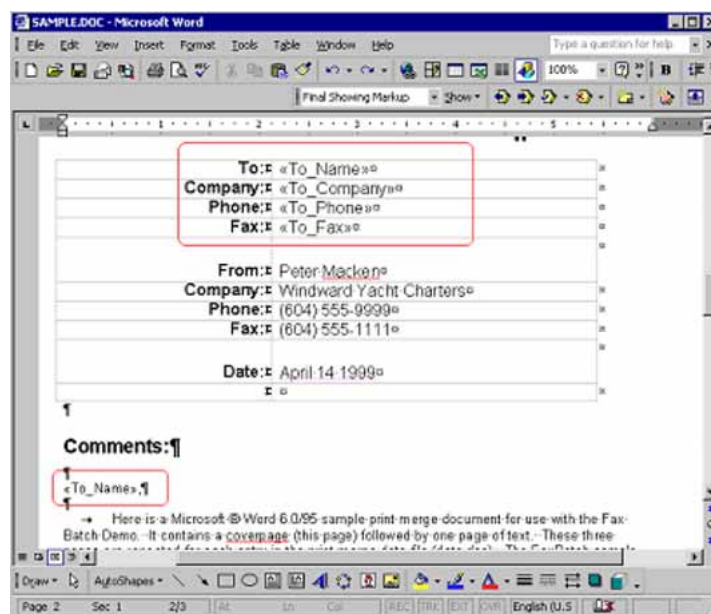 SAMPLE.DOC - Microsoft Word
File Edit View Insert Format Tools Table Window Help Type a question for help
100% B
Final Showing Markup Show
1 2 3 4 5
To: «To_Name»
Company: «To_Company»
Phone: «To_Phone»
Fax: «To_Fax»
From: Peter Macken
Company: Windward Yacht Charters
Phone: (604) 555-9999
Fax: (604) 555-1111
Date: April 14 1999
¶
Comments:¶
¶
«To_Name»,¶
¶
Here is a Microsoft ® Word 6.0/95 sample print merge document for use with the Fax
Batch Demo. It contains a coverpage (this page) followed by one page of text. These three
Draw AutoShapes
Page 2 Sec 1 2/3 At Ln Col REC TRK EXT OVR English (U.S